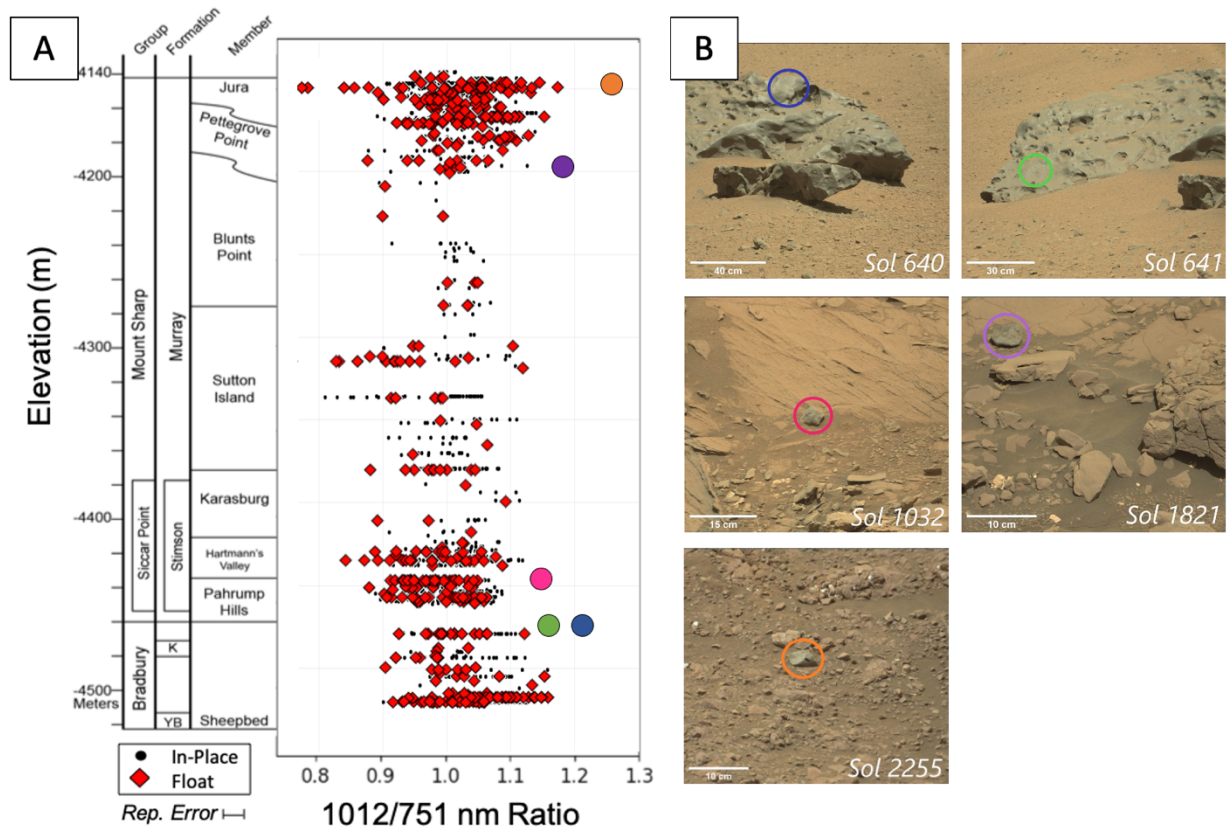 A
Group
Formation
Member
Elevation (m)
4140
-4200
-4300
-4400
-4500
Meters
Mount Sharp
Siccar Point
Bradbury
Murray
Stimson
K
YB
Jura
Pettegrove
Point
Blunts
Point
Sutton
Island
Karasburg
Hartmann's
Valley
Pahrump
Hills
Sheepbed
0.8 0.9 1.0 1.1 1.2 1.3
1012/751 nm Ratio
In-Place
Float
Rep. Error
B
40 cm
Sol 640
30 cm
Sol 641
15 cm
Sol 1032
10 cm
Sol 1821
10 cm
Sol 2255